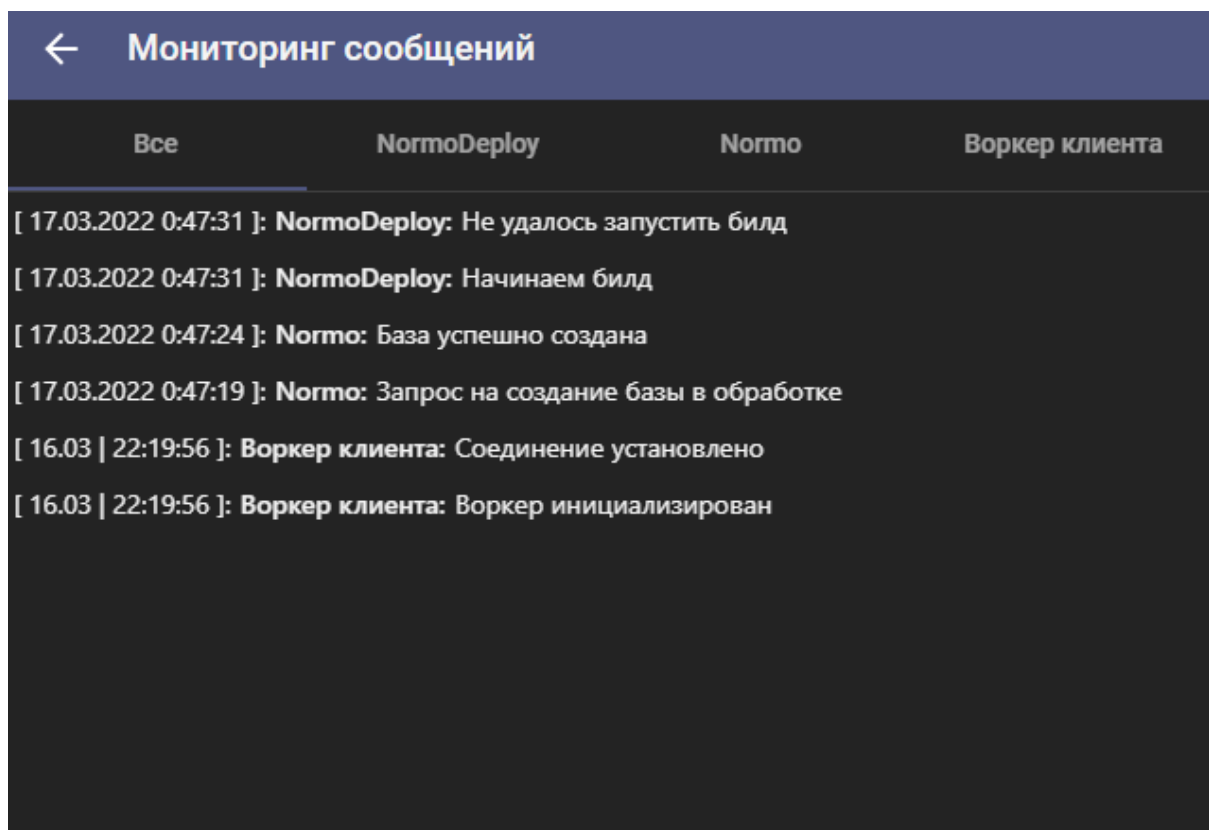 Мониторинг сообщений
Все NormoDeploy Normo Воркер клиента
[ 17.03.2022 0:47:31 ]: NormoDeploy: Не удалось запустить билд
[ 17.03.2022 0:47:31 ]: NormoDeploy: Начинаем билд
[ 17.03.2022 0:47:24 ]: Normo: База успешно создана
[ 17.03.2022 0:47:19 ]: Normo: Запрос на создание базы в обработке
[ 16.03 | 22:19:56 ]: Воркер клиента: Соединение установлено
[ 16.03 | 22:19:56 ]: Воркер клиента: Воркер инициализирован